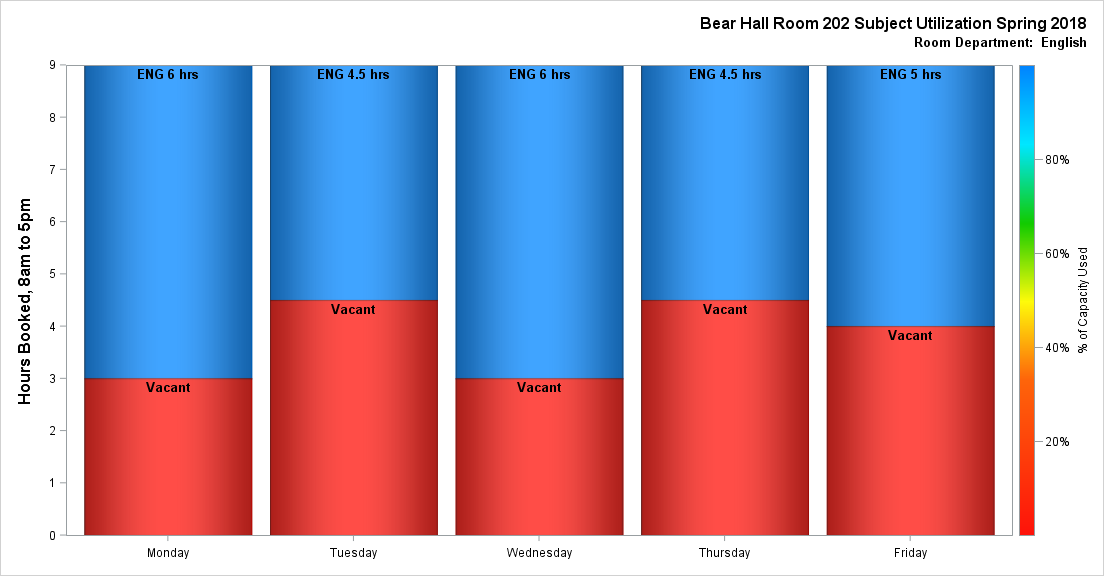 Bear Hall Room 202 Subject Utilization Spring 2018
Room Department:  English
Hours Booked, 8am to 5pm
9
8
7
6
5
4
3
2
1
0
ENG 6 hrs
ENG 4.5 hrs
ENG 6 hrs
ENG 4.5 hrs
ENG 5 hrs
Vacant
Vacant
Vacant
Vacant
Vacant
Monday
Tuesday
Wednesday
Thursday
Friday
80%
60%
40%
20%
% of Capacity Used